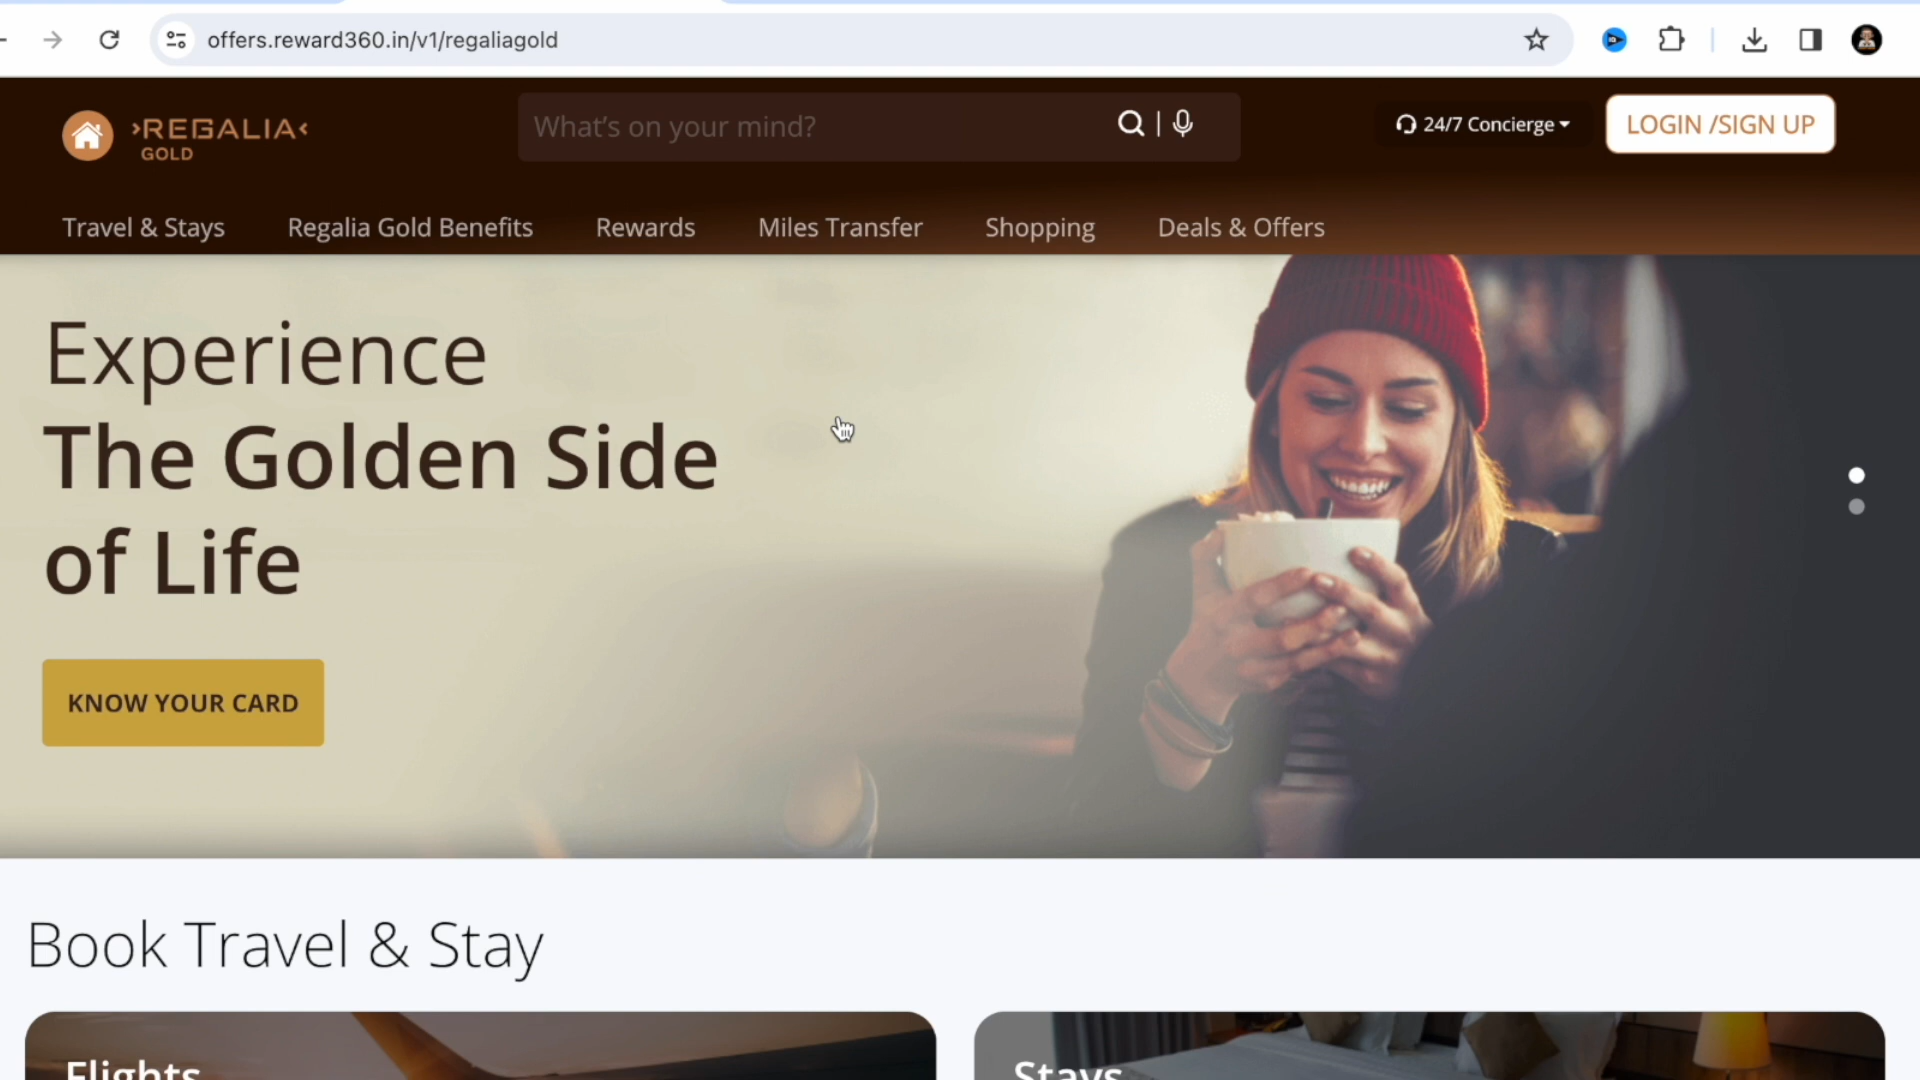 offers.reward360.in/v1/regaliagold
REGALIA
GOLD
What's on your mind?
24/7 Concierge
LOGIN /SIGN UP
Travel & Stays
Regalia Gold Benefits
Rewards
Miles Transfer
Shopping
Deals & Offers
Experience
The Golden Side
of Life
KNOW YOUR CARD
Book Travel & Stay
Flights
Stays